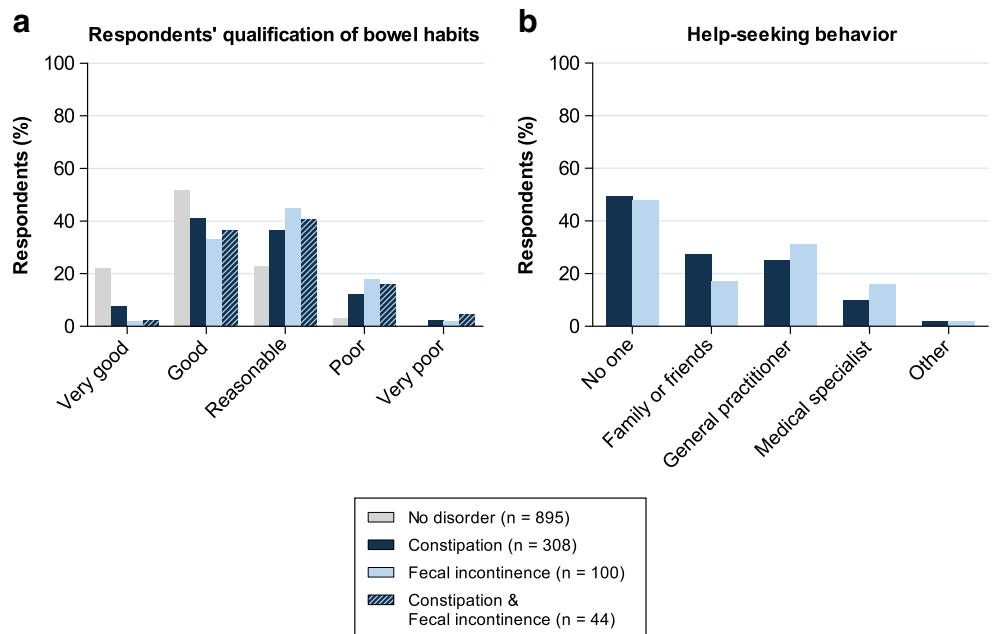 a
Respondents' qualification of bowel habits
Respondents (%)
100
80
60
40
20
0
Very good
Good
Reasonable
Poor
Very poor
b
Help-seeking behavior
Respondents (%)
100
80
60
40
20
0
No one
Family or friends
General practitioner
Medical specialist
Other
No disorder (n = 895)
Constipation (n = 308)
Fecal incontinence (n = 100)
Constipation &
Fecal incontinence (n = 44)